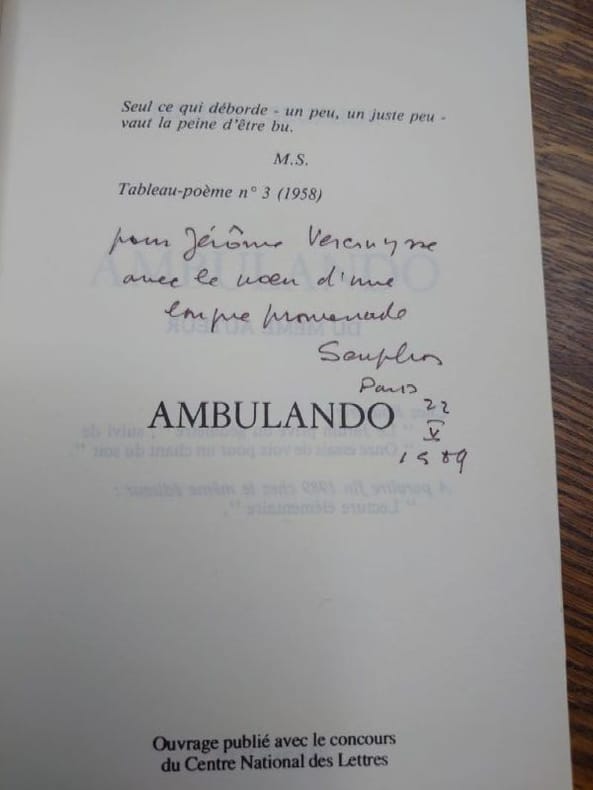 Seul ce qui déborde - un peu, un juste peu -
vaut la peine d'être bu.
M.S.
Tableau-poème n° 3 (1958)
pour Jérôme Vercruysse
avec le vœu d'une
longue promenade
Seuphor
Paris
22
V
1989
AMBULANDO
Ouvrage publié avec le concours
du Centre National des Lettres